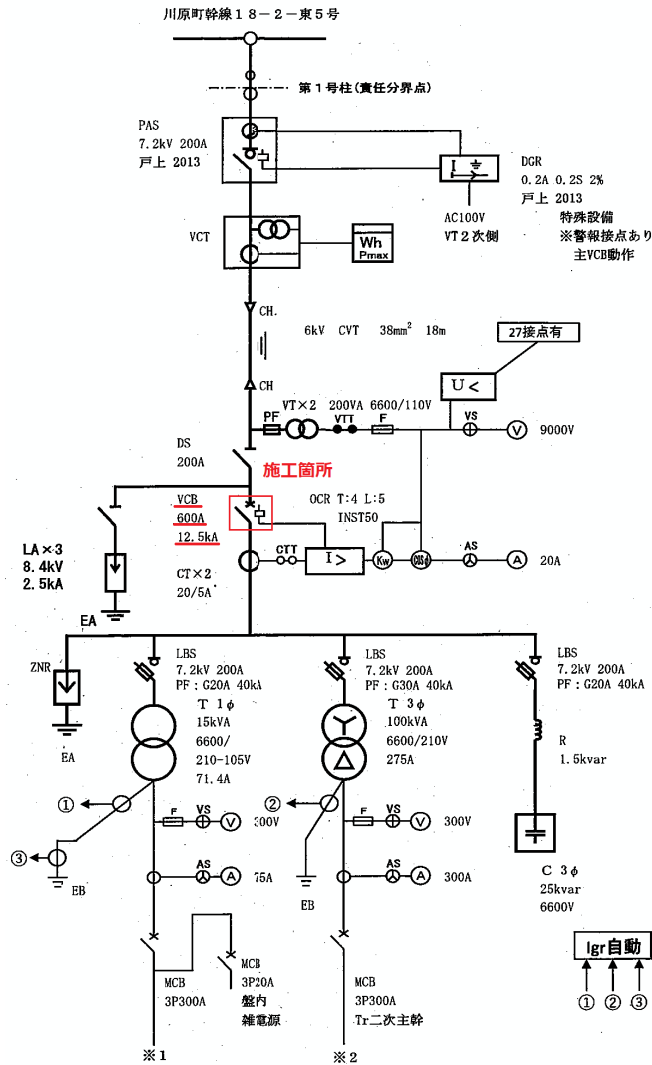 川原町幹線18-2-東5号
第1号柱(責任分界点)
PAS
7.2kV 200A
戸上 2013
I
DGR
0.2A 0.2S 2%
戸上 2013
特殊設備
※警報接点あり
主VCB動作
AC100V
VT2次側
VCT
Wh
Pmax
CH.
6kV CVT 38mm² 18m
27接点有
CH
U<
PF
VT×2 200VA 6600/110V
VTT
F
VS
V
9000V
DS
200A
施工箇所
VCB
600A
12.5kA
OCR T:4 L:5
INST50
LA×3
8.4kV
2.5kA
CT×2
20/5A
CTT
I>
Kw
cosφ
AS
A
20A
EA
ZNR
EA
LBS
7.2kV 200A
PF:G20A 40kA
T 1φ
15kVA
6600/
210-105V
71.4A
LBS
7.2kV 200A
PF:G30A 40kA
T 3φ
100kVA
6600/210V
275A
LBS
7.2kV 200A
PF:G20A 40kA
R
1.5kvar
①
F
VS
V
300V
②
F
VS
V
300V
③
EB
AS
A
75A
EB
AS
A
300A
C 3φ
25kvar
6600V
MCB
3P300A
MCB
3P20A
盤内
雑電源
MCB
3P300A
Tr二次主幹
Igr自動
①
②
③
※1
※2